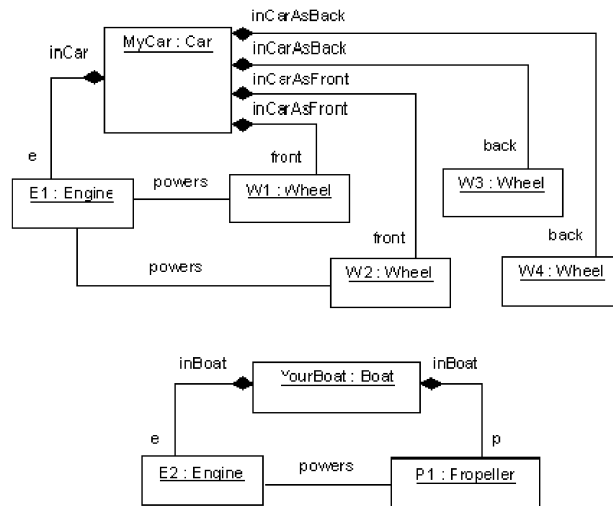 inCarAsBack
MyCar : Car
inCar
inCarAsBack
inCarAsFront
inCarAsFront
e
front
back
powers
E1 : Engine
W1 : Wheel
W3 : Wheel
front
back
powers
W2 : Wheel
W4 : Wheel
inBoat
YourBoat : Boat
inBoat
e
p
powers
E2 : Engine
P1 : Propeller